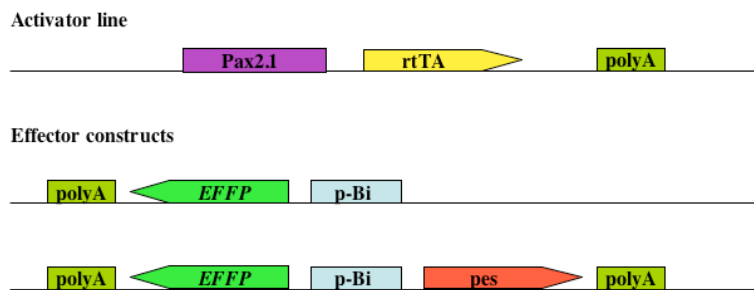 Activator line
Pax2.1 rtTA polyA
Effector constructs
polyA EFFP p-Bi
polyA EFFP p-Bi pes polyA